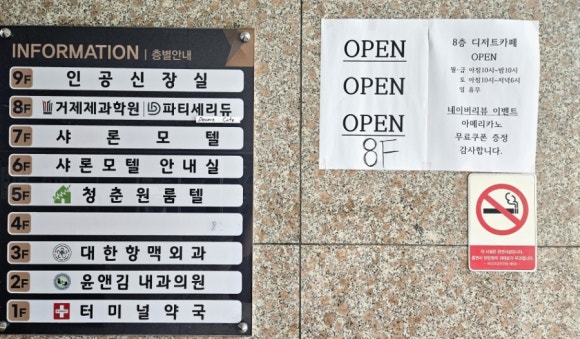 INFORMATION | 층별안내
9F 인공신장실
8F 거제제과학원 | 파티세리듀
Dessert Cafe
7F 샤론모텔
6F 샤론모텔 안내실
5F 청춘원룸텔
4F
3F 대한항맥외과
2F 윤앤김 내과의원
1F 터미널약국
OPEN
OPEN
OPEN
8F
8층 디저트카페
OPEN
월-금 아침10시~밤10시
토 아침10시~저녁6시
일 휴무
네이버리뷰 이벤트
아메리카노
무료쿠폰 증정
감사합니다.